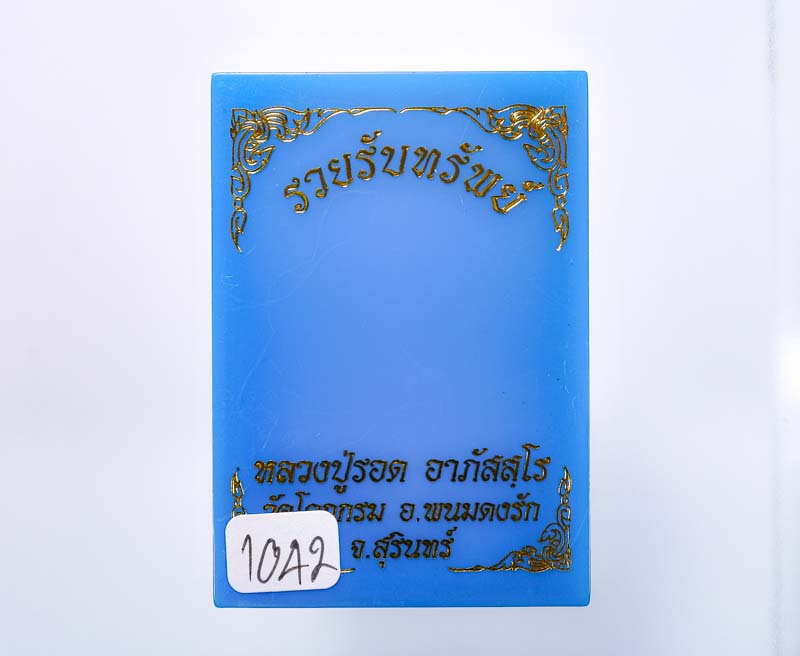 รวยรับทรัพย์
หลวงปู่รอด อาภัสสฺโร
อ.พนมดงรัก
จ.สุรินทร์
1042